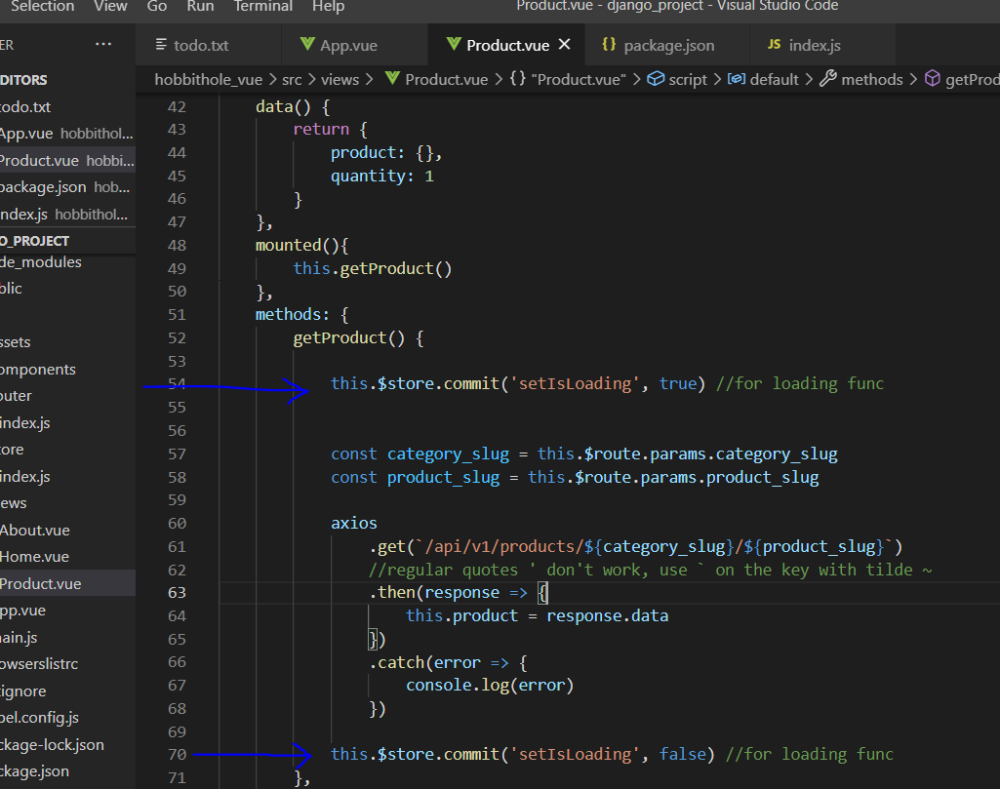 Selection View Go Run Terminal Help Product.vue - django_project - Visual Studio Code
ER ··· todo.txt App.vue Product.vue × {} package.json JS index.js
hobbithole_vue > src > views > Product.vue > {} "Product.vue" > script > default > methods > getProd
DITORS
todo.txt
App.vue hobbithol...
Product.vue hobbi...
package.json hob...
ndex.js hobbithol...
O_PROJECT
de_modules
blic
ssets
omponents
outer
index.js
ore
index.js
ews
About.vue
Home.vue
Product.vue
pp.vue
ain.js
owserslistrc
tignore
bel.config.js
ckage-lock.json
ckage.json
42 data() {
43 return {
44 product: {},
45 quantity: 1
46 }
47 },
48 mounted(){
49 this.getProduct()
50 },
51 methods: {
52 getProduct() {
53
54 this.$store.commit('setIsLoading', true) //for loading func
55
56
57 const category_slug = this.$route.params.category_slug
58 const product_slug = this.$route.params.product_slug
59
60 axios
61 .get(`/api/v1/products/${category_slug}/${product_slug}`)
62 //regular quotes ' don't work, use ` on the key with tilde ~
63 .then(response => {
64 this.product = response.data
65 })
66 .catch(error => {
67 console.log(error)
68 })
69
70 this.$store.commit('setIsLoading', false) //for loading func
71 },